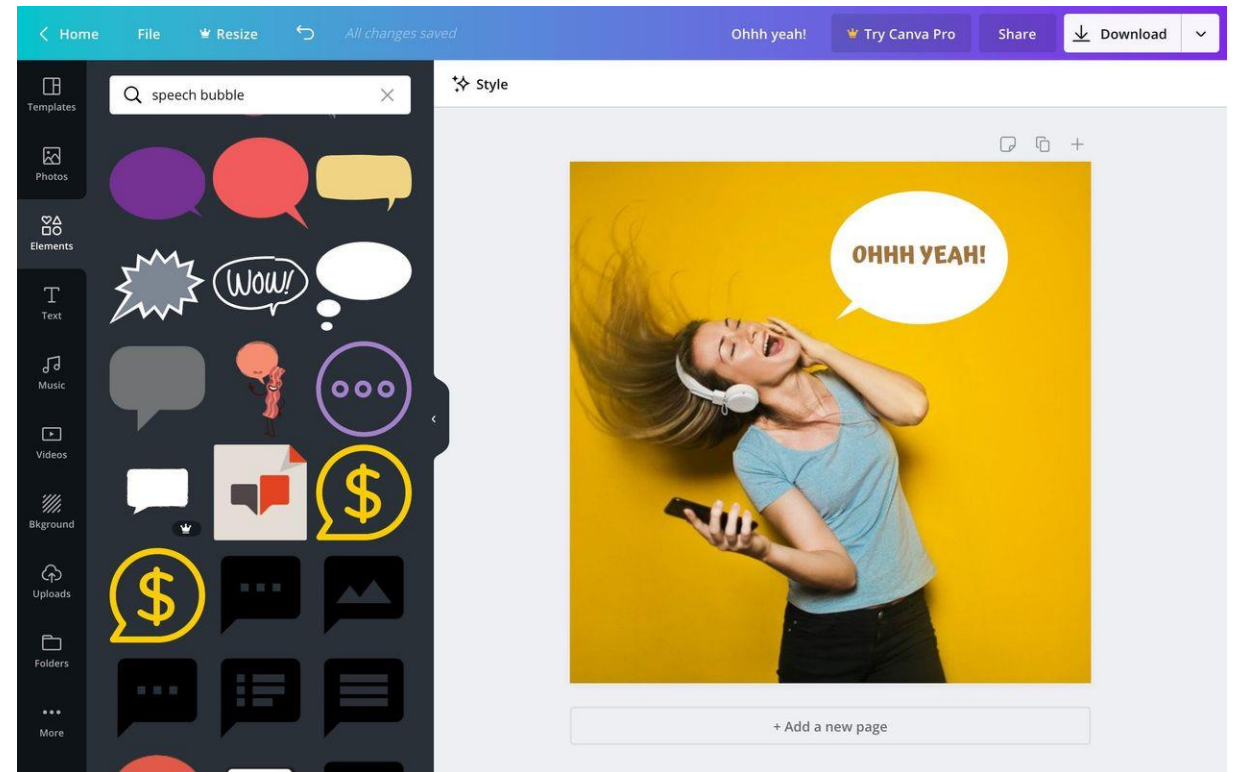 Home File Resize All changes saved Ohhh yeah! Try Canva Pro Share Download
Templates
Photos
Elements
Text
Music
Videos
Bkground
Uploads
Folders
More
speech bubble
Wow!
$
$
Style
OHHH YEAH!
+ Add a new page